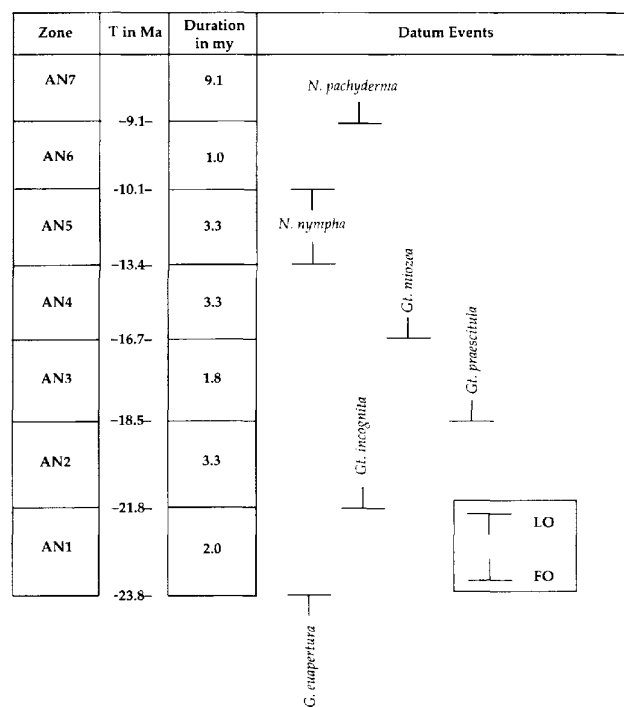 Zone T in Ma Duration in my Datum Events
AN7 9.1 N. pachyderma
–9.1–
AN6 1.0
-10.1–
AN5 3.3 N. nympha
–13.4–
AN4 3.3 Gt. miozea
–16.7–
AN3 1.8 Gt. praescitula
–18.5–
AN2 3.3 Gt. incognita
–21.8–
AN1 2.0
LO
FO
-23.8–
G. euapertura